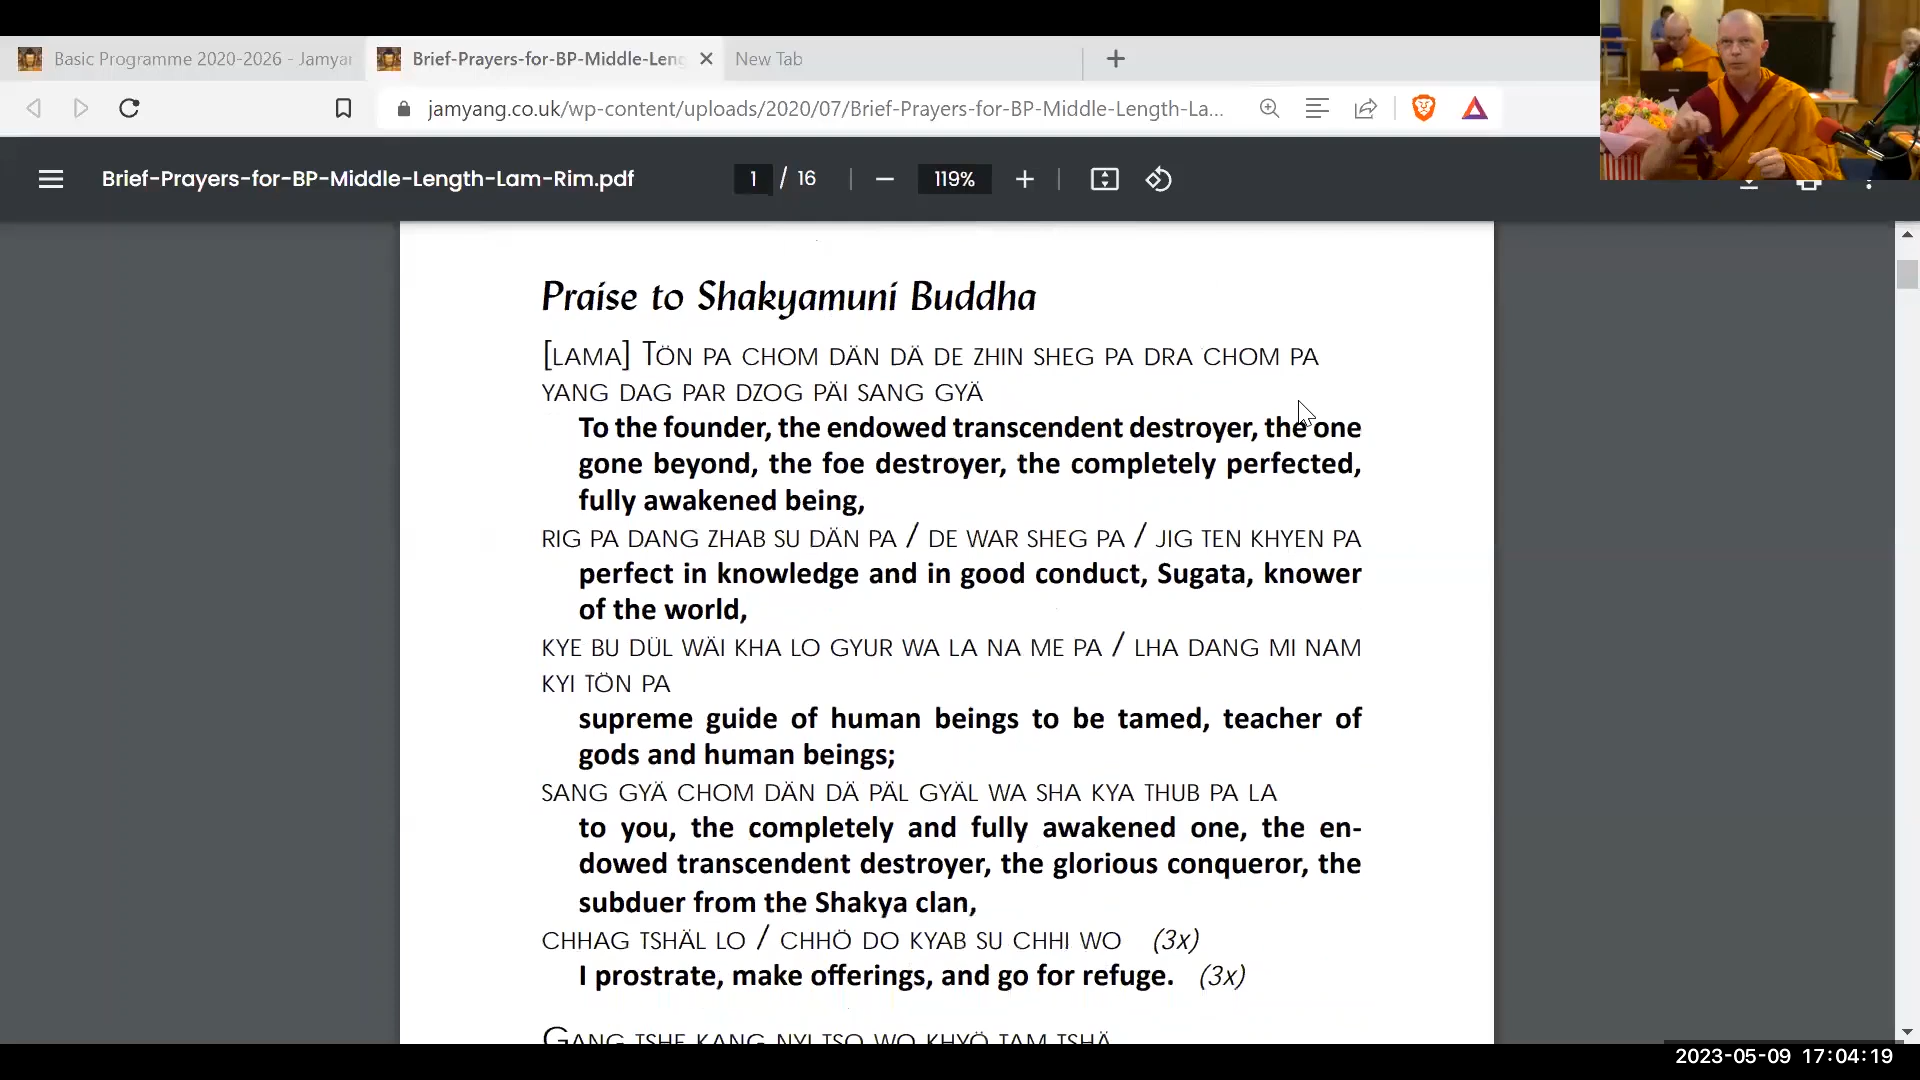 Basic Programme 2020-2026 - Jamyar
Brief-Prayers-for-BP-Middle-Leng
New Tab
jamyang.co.uk/wp-content/uploads/2020/07/Brief-Prayers-for-BP-Middle-Length-La...
Brief-Prayers-for-BP-Middle-Length-Lam-Rim.pdf
1 / 16
119%
Praise to Shakyamuni Buddha
[LAMA] TÖN PA CHOM DÄN DÄ DE ZHIN SHEG PA DRA CHOM PA
YANG DAG PAR DZOG PÄI SANG GYÄ
To the founder, the endowed transcendent destroyer, the one
gone beyond, the foe destroyer, the completely perfected,
fully awakened being,
RIG PA DANG ZHAB SU DÄN PA / DE WAR SHEG PA / JIG TEN KHYEN PA
perfect in knowledge and in good conduct, Sugata, knower
of the world,
KYE BU DÜL WÄI KHA LO GYUR WA LA NA ME PA / LHA DANG MI NAM
KYI TÖN PA
supreme guide of human beings to be tamed, teacher of
gods and human beings;
SANG GYÄ CHOM DÄN DÄ PÄL GYÄL WA SHA KYA THUB PA LA
to you, the completely and fully awakened one, the en-
dowed transcendent destroyer, the glorious conqueror, the
subduer from the Shakya clan,
CHHAG TSHÄL LO / CHHÖ DO KYAB SU CHHI WO (3x)
I prostrate, make offerings, and go for refuge. (3x)
GANG TSHE KANG NYI TSO WO KHYÖ TAM TSHÄ
2023-05-09 17:04:19